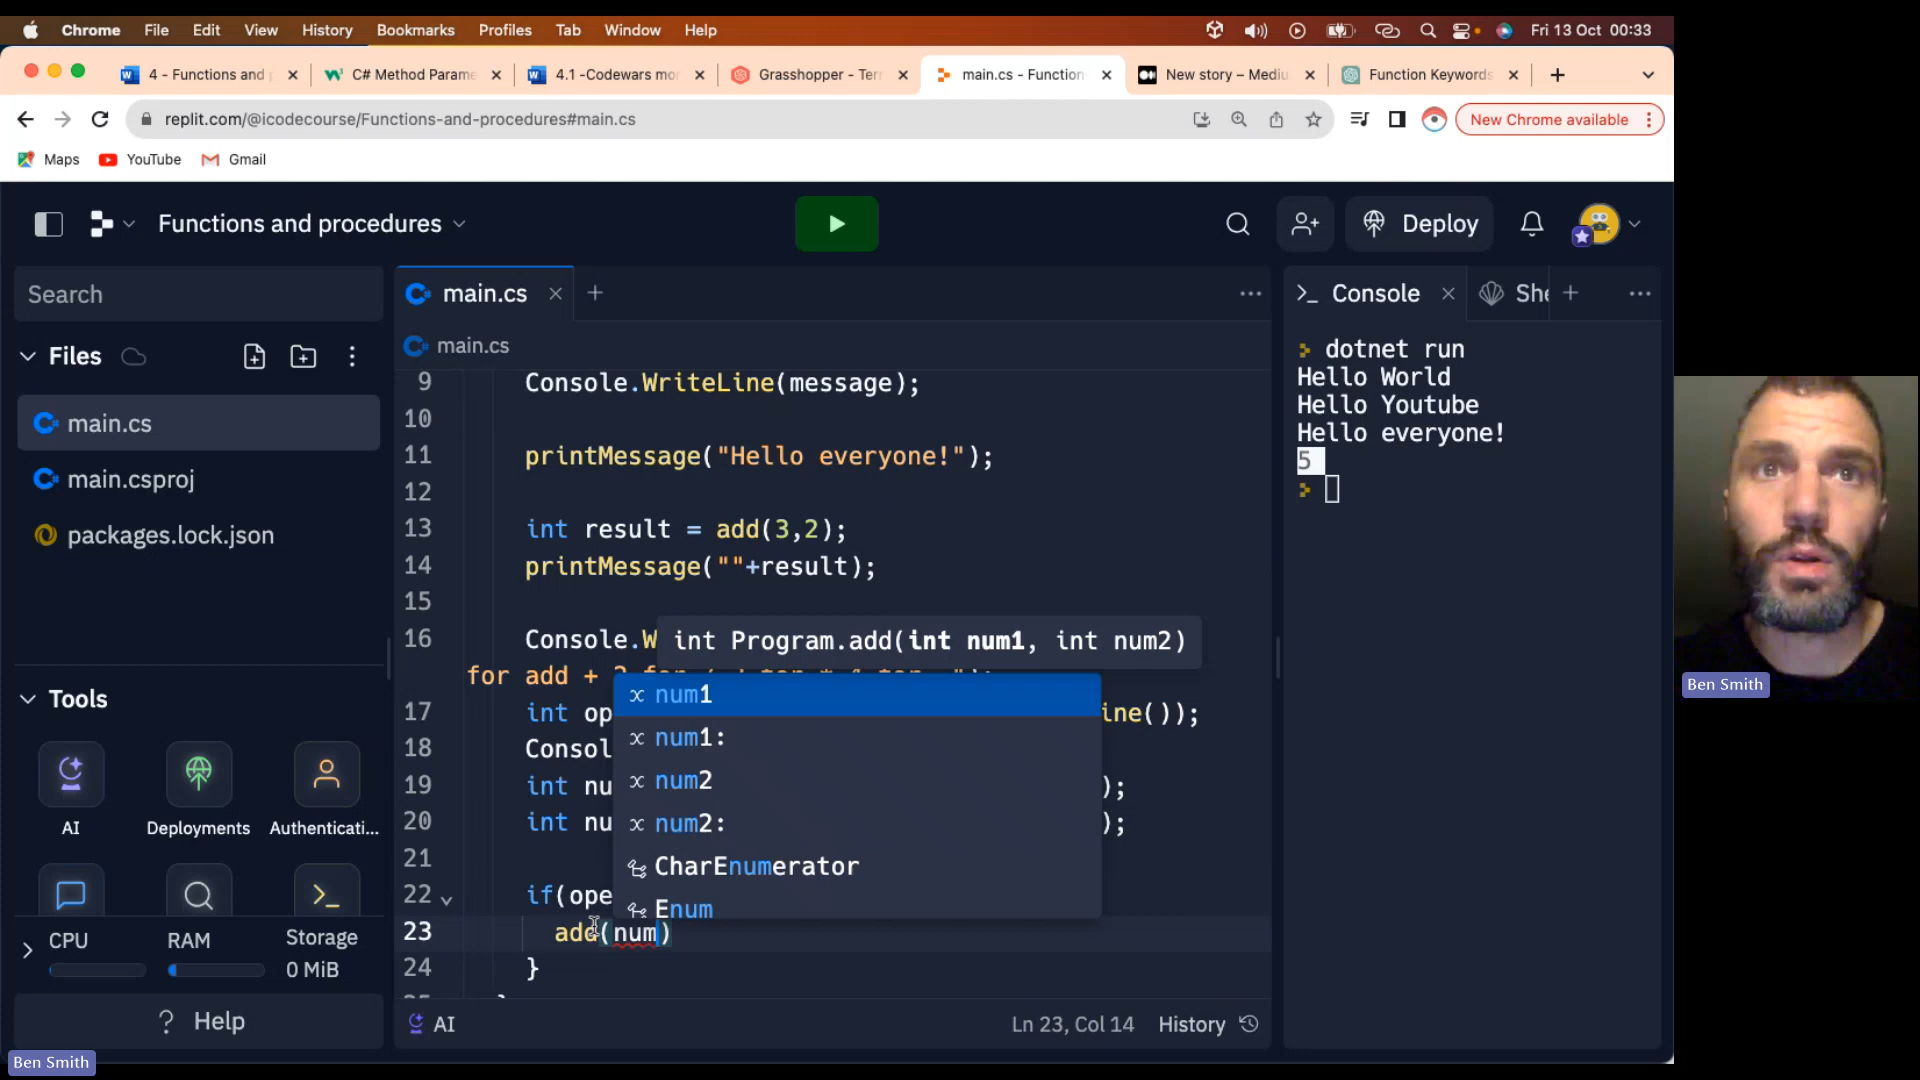 Chrome File Edit View History Bookmarks Profiles Tab Window Help Fri 13 Oct 00:33
4 - Functions and C# Method Parame 4.1 -Codewars mo Grasshopper - Ter main.cs - Function New story – Mediu Function Keywords
replit.com/@icodecourse/Functions-and-procedures#main.cs New Chrome available
Maps YouTube Gmail
Functions and procedures Deploy
Search
Files
main.cs
main.csproj
packages.lock.json
Tools
AI Deployments Authenticati...
CPU RAM Storage
0 MiB
? Help
main.cs
main.cs
9 Console.WriteLine(message);
10
11 printMessage("Hello everyone!");
12
13 int result = add(3,2);
14 printMessage(""+result);
15
16 Console.W
int Program.add(int num1, int num2)
for add +
17 int op ine());
18 Consol
19 int nu );
20 int nu );
21
22 if(ope
23 add(num)
24 }
num1
num1:
num2
num2:
CharEnumerator
Enum
AI Ln 23, Col 14 History
>_ Console She
> dotnet run
Hello World
Hello Youtube
Hello everyone!
5
>
Ben Smith
Ben Smith